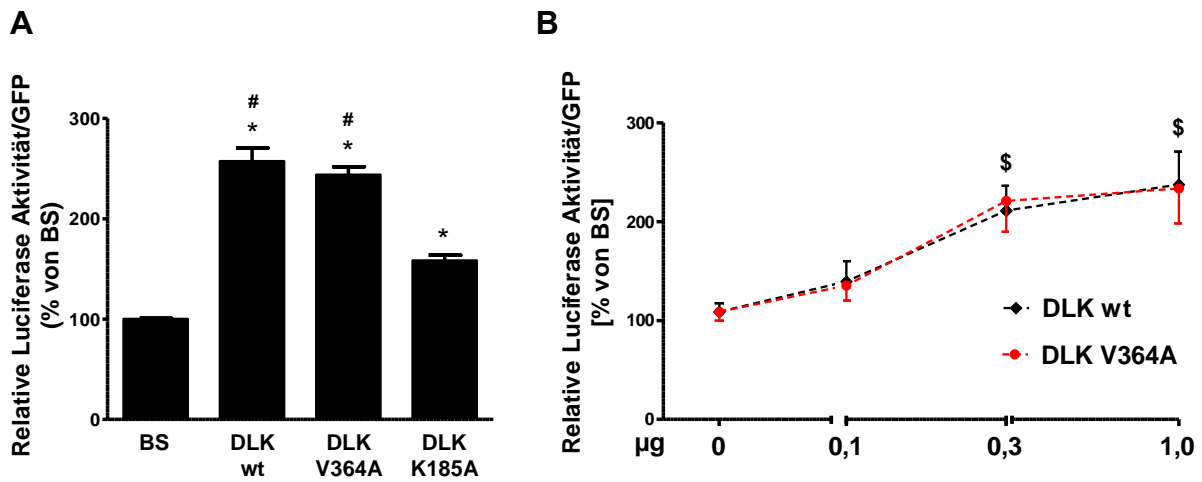 A
Relative Luciferase Aktivität/GFP
(% von BS)
300
200
100
0
#
*
#
*
*
BS
DLK
wt
DLK
V364A
DLK
K185A
B
Relative Luciferase Aktivität/GFP
[% von BS]
300
200
100
0
$
$
DLK wt
DLK V364A
µg
0
0,1
0,3
1,0